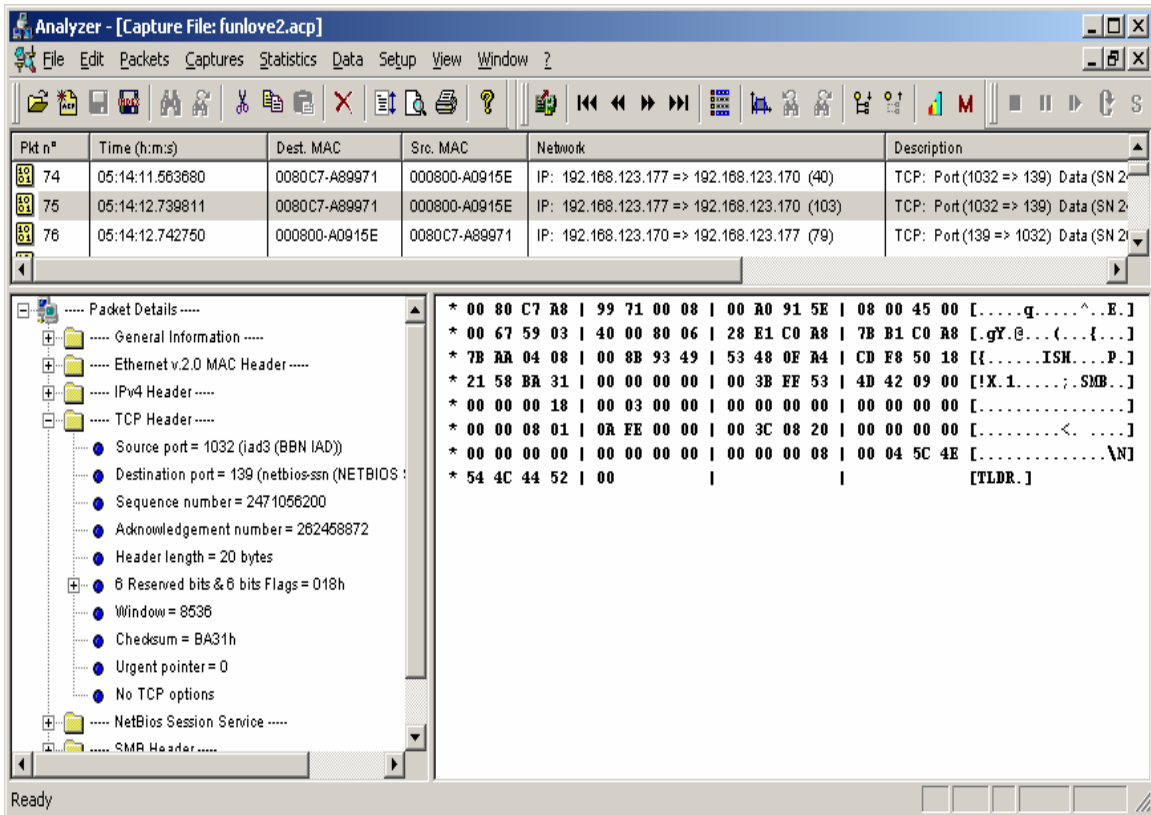 Analyzer - [Capture File: funlove2.acp]
File Edit Packets Captures Statistics Data Setup View Window ?
M S
Pkt n° Time (h:m:s) Dest. MAC Src. MAC Network Description
74 05:14:11.563680 0080C7-A89971 000800-A0915E IP: 192.168.123.177 => 192.168.123.170 (40) TCP: Port (1032 => 139) Data (SN 2
75 05:14:12.739811 0080C7-A89971 000800-A0915E IP: 192.168.123.177 => 192.168.123.170 (103) TCP: Port (1032 => 139) Data (SN 2
76 05:14:12.742750 000800-A0915E 0080C7-A89971 IP: 192.168.123.170 => 192.168.123.177 (79) TCP: Port (139 => 1032) Data (SN 2
----- Packet Details -----
----- General Information -----
----- Ethernet v.2.0 MAC Header -----
----- IPv4 Header -----
----- TCP Header -----
Source port = 1032 (iad3 (BBN IAD))
Destination port = 139 (netbios-ssn (NETBIOS
Sequence number = 2471056200
Acknowledgement number = 262458872
Header length = 20 bytes
6 Reserved bits & 6 bits Flags = 018h
Window = 8536
Checksum = BA31h
Urgent pointer = 0
No TCP options
----- NetBios Session Service -----
----- SMB Header -----
* 00 80 C7 A8 | 99 71 00 08 | 00 A0 91 5E | 08 00 45 00 [.....q.....^..E.]
* 00 67 59 03 | 40 00 80 06 | 28 E1 C0 A8 | 7B B1 C0 A8 [.gY.@...(...{...]
* 7B AA 04 08 | 00 8B 93 49 | 53 48 0F A4 | CD F8 50 18 [{......ISH....P.]
* 21 58 BA 31 | 00 00 00 00 | 00 3B FF 53 | 4D 42 09 00 [!X.1.....;.SMB..]
* 00 00 00 18 | 00 03 00 00 | 00 00 00 00 | 00 00 00 00 [................]
* 00 00 08 01 | 0A FE 00 00 | 00 3C 08 20 | 00 00 00 00 [.........<. ....]
* 00 00 00 00 | 00 00 00 00 | 00 00 00 08 | 00 04 5C 4E [..............\N]
* 54 4C 44 52 | 00 | | [TLDR.]
Ready